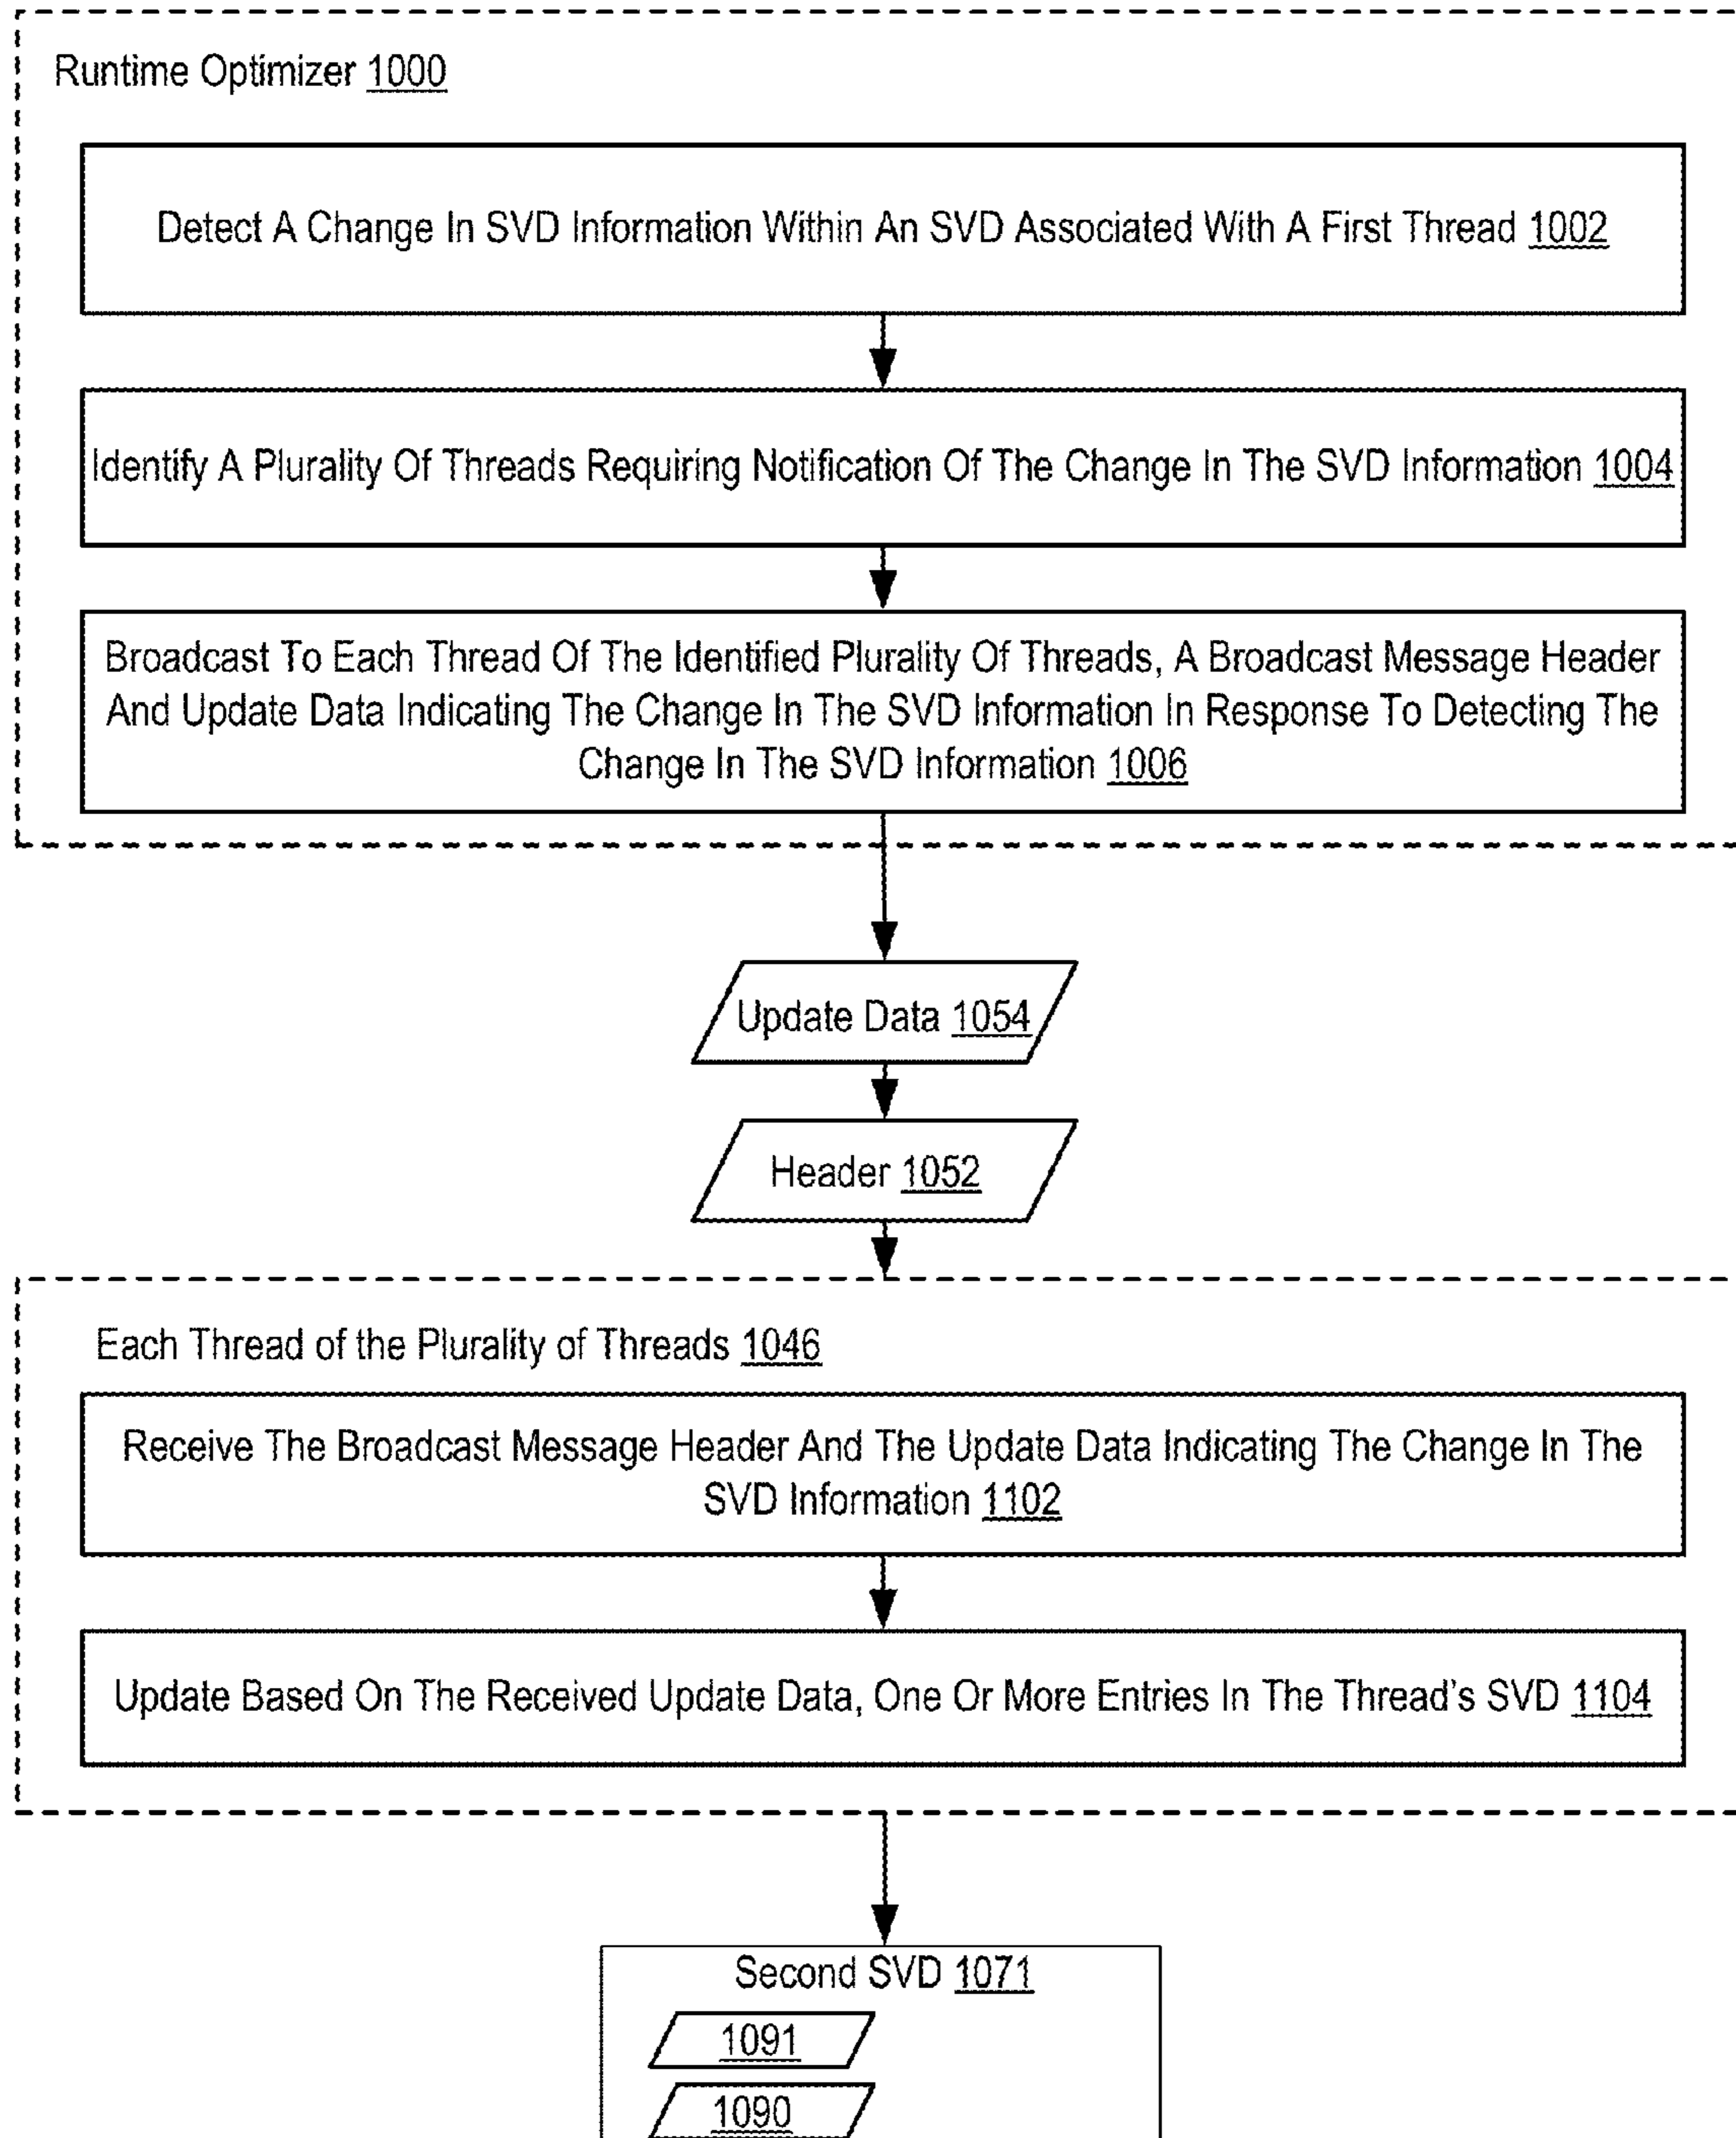 Runtime Optimizer 1000
Detect A Change In SVD Information Within An SVD Associated With A First Thread 1002
Identify A Plurality Of Threads Requiring Notification Of The Change In The SVD Information 1004
Broadcast To Each Thread Of The Identified Plurality Of Threads, A Broadcast Message Header
And Update Data Indicating The Change In The SVD Information In Response To Detecting The
Change In The SVD Information 1006
Update Data 1054
Header 1052
Each Thread of the Plurality of Threads 1046
Receive The Broadcast Message Header And The Update Data Indicating The Change In The
SVD Information 1102
Update Based On The Received Update Data, One Or More Entries In The Thread's SVD 1104
Second SVD 1071
1091
1090